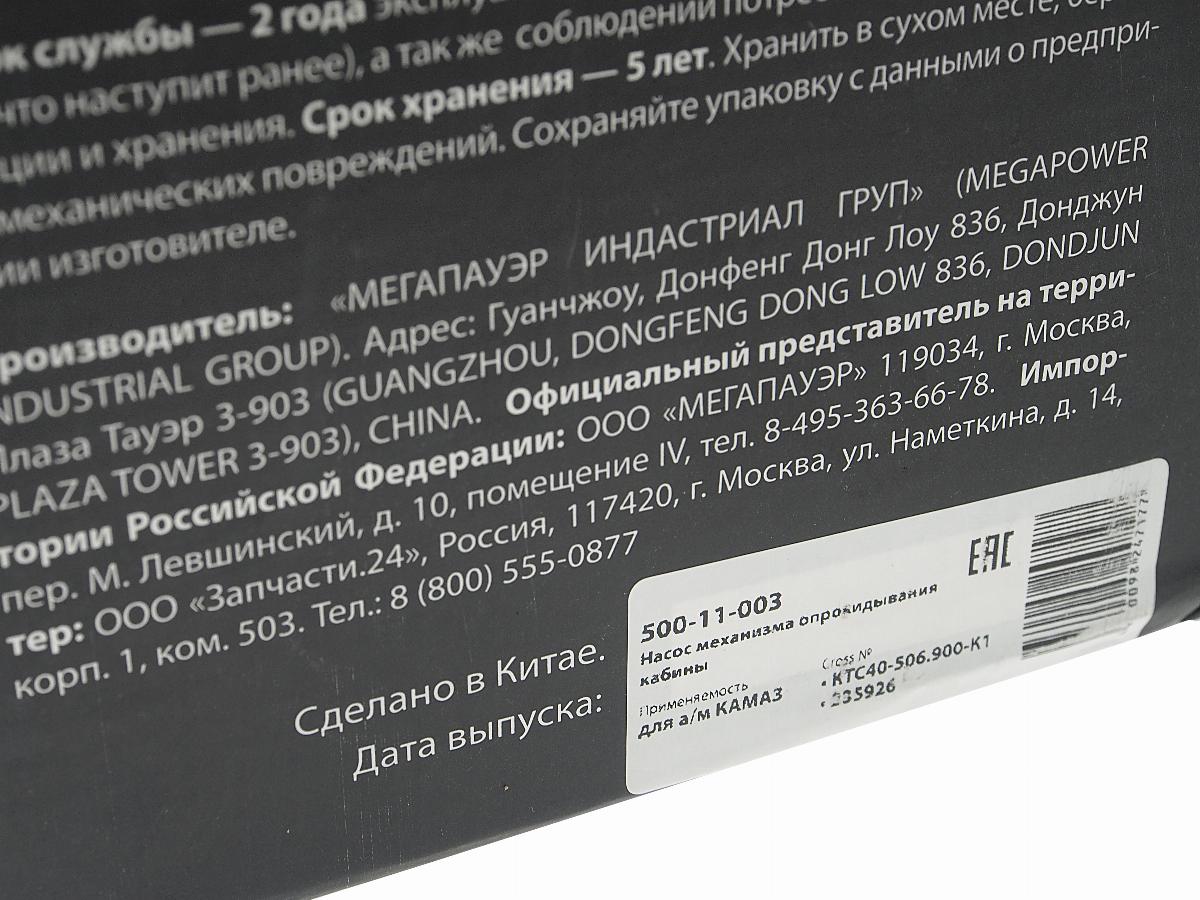 ок службы — 2 года
что наступит ранее), а так же соблюдении
ции и хранения. Срок хранения — 5 лет. Хранить в сухом месте,
механических повреждений. Сохраняйте упаковку с данными о предпри-
ии изготовителе.
роизводитель: «МЕГАПАУЭР ИНДАСТРИАЛ ГРУП» (MEGAPOWER
NDUSTRIAL GROUP). Адрес: Гуанчжоу, Донфенг Донг Лоу 836, Донджун
Плаза Тауэр 3-903 (GUANGZHOU, DONGFENG DONG LOW 836, DONDJUN
PLAZA TOWER 3-903), CHINA. Официальный представитель на терри-
тории Российской Федерации: ООО «МЕГАПАУЭР» 119034, г. Москва,
пер. М. Левшинский, д. 10, помещение IV, тел. 8-495-363-66-78. Импор-
тер: ООО «Запчасти.24», Россия, 117420, г. Москва, ул. Наметкина, д. 14,
корп. 1, ком. 503. Тел.: 8 (800) 555-0877
Сделано в Китае.
Дата выпуска:
EAC
500-11-003
Насос механизма опрокидывания
кабины
Применяемость
для а/м КАМАЗ
Cross №
• КТС40-506.900-К1